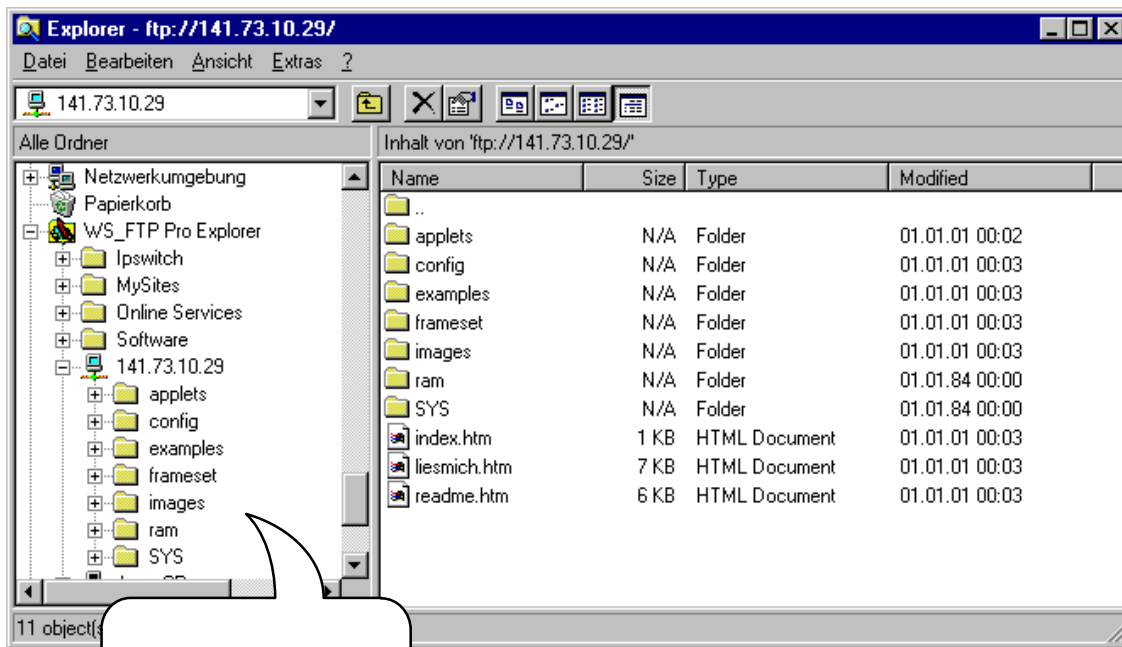 Explorer - ftp://141.73.10.29/
Datei Bearbeiten Ansicht Extras ?
141.73.10.29
Alle Ordner
Inhalt von 'ftp://141.73.10.29/'
Netzwerkumgebung
Papierkorb
WS_FTP Pro Explorer
Ipswitch
MySites
Online Services
Software
141.73.10.29
applets
config
examples
frameset
images
ram
SYS
Name Size Type Modified
..
applets N/A Folder 01.01.01 00:02
config N/A Folder 01.01.01 00:03
examples N/A Folder 01.01.01 00:03
frameset N/A Folder 01.01.01 00:03
images N/A Folder 01.01.01 00:03
ram N/A Folder 01.01.84 00:00
SYS N/A Folder 01.01.84 00:00
index.htm 1 KB HTML Document 01.01.01 00:03
liesmich.htm 7 KB HTML Document 01.01.01 00:03
readme.htm 6 KB HTML Document 01.01.01 00:03
11